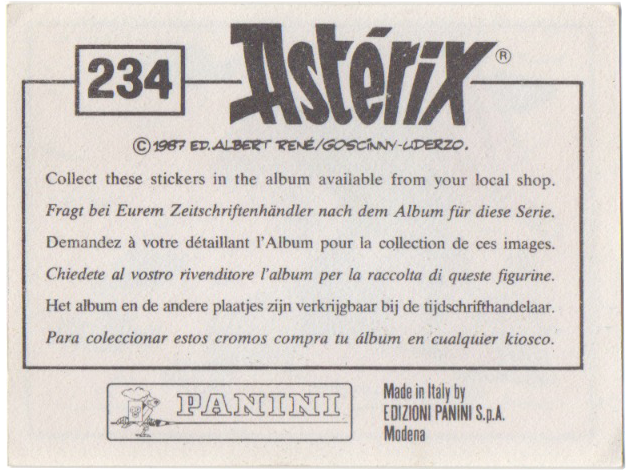 234
Astérix®
© 1987 ED. ALBERT RENÉ/GOSCINNY-UDERZO.
Collect these stickers in the album available from your local shop.
Fragt bei Eurem Zeitschriftenhändler nach dem Album für diese Serie.
Demandez à votre détaillant l'Album pour la collection de ces images.
Chiedete al vostro rivenditore l'album per la raccolta di queste figurine.
Het album en de andere plaatjes zijn verkrijgbaar bij de tijdschrifthandelaar.
Para coleccionar estos cromos compra tu álbum en cualquier kiosco.
PANINI
Made in Italy by
EDIZIONI PANINI S.p.A.
Modena